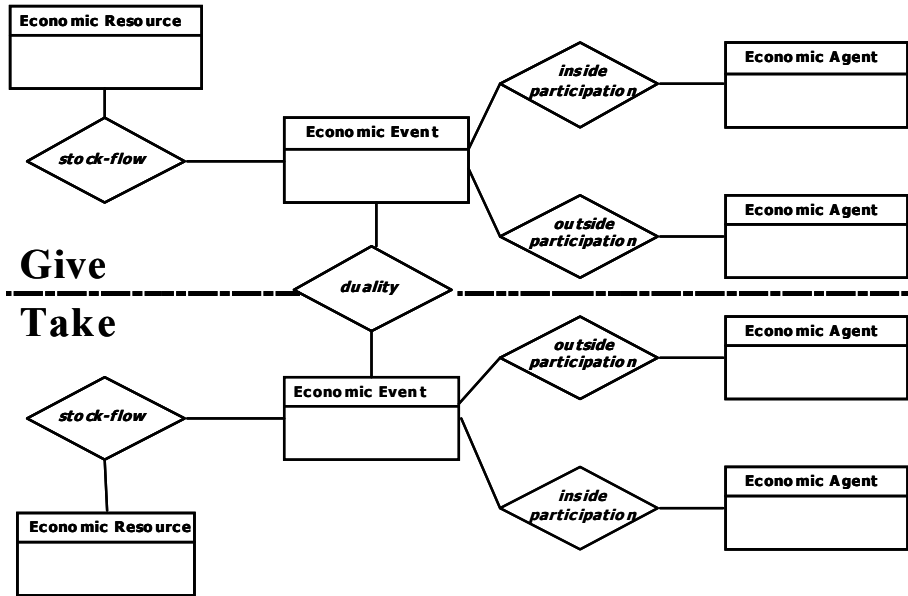 Economic Resource
inside
participation
Economic Agent
Economic Event
stock-flow
outside
participation
Economic Agent
Give
duality
Take
outside
participation
Economic Agent
Economic Event
stock-flow
inside
participation
Economic Agent
Economic Resource